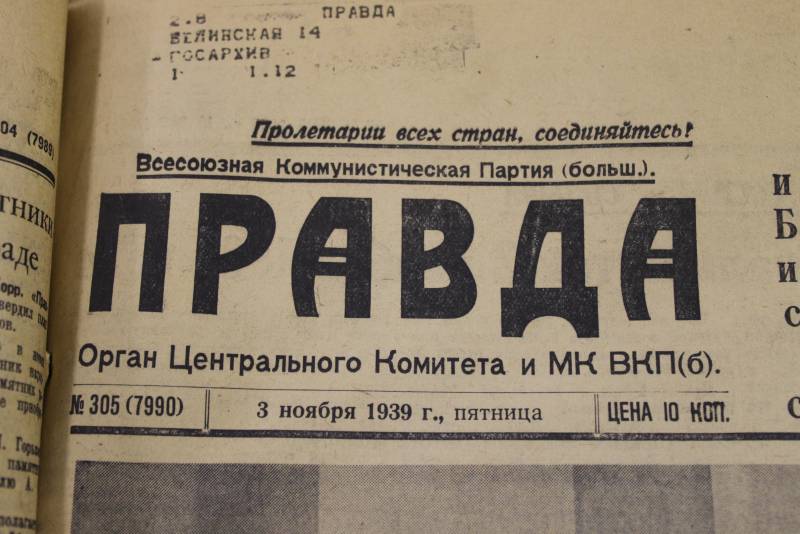 2.8 ПРАВДА
БЕЛИНСКАЯ 14
ГОСАРХИВ
1 1.12
Пролетарии всех стран, соединяйтесь!
Всесоюзная Коммунистическая Партия (больш.).
ПРАВДА
Орган Центрального Комитета и МК ВКП(б).
№ 305 (7990) 3 ноября 1939 г., пятница ЦЕНА 10 КОП.
04 (7989)
и
Б
и
с